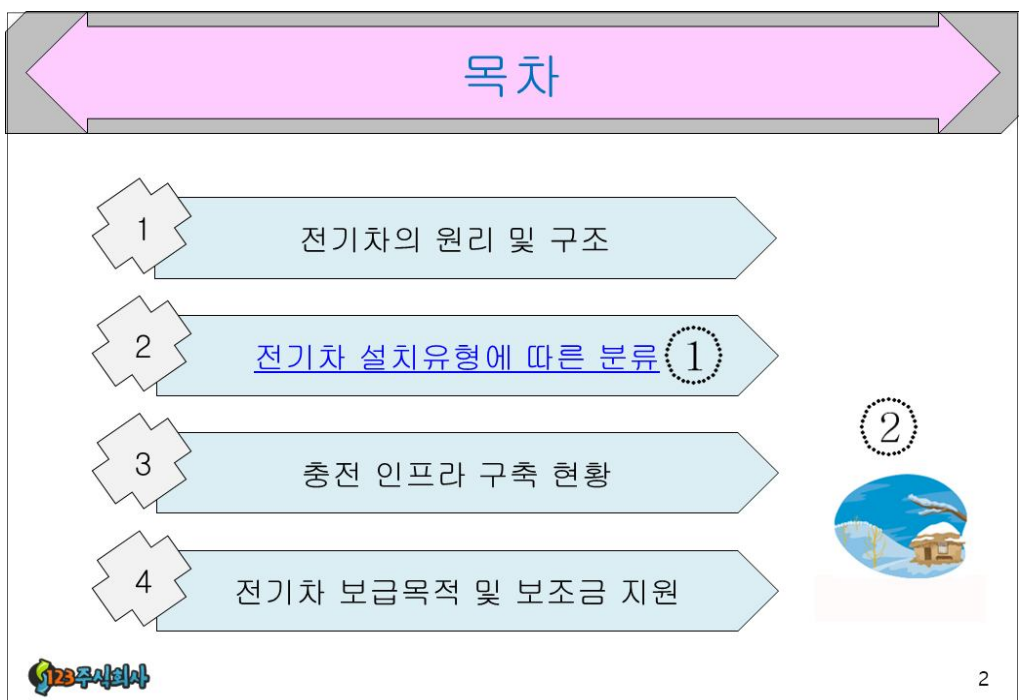 목차
1
전기차의 원리 및 구조
2
전기차 설치유형에 따른 분류 ①
②
3
충전 인프라 구축 현황
4
전기차 보급목적 및 보조금 지원
123주식회사
2